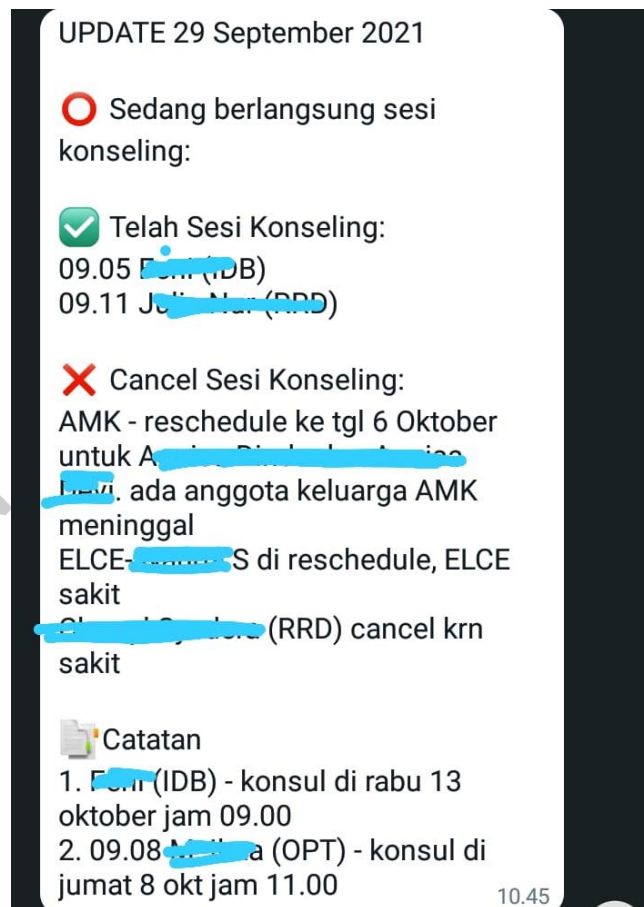 UPDATE 29 September 2021
Sedang berlangsung sesi
konseling:
Telah Sesi Konseling:
09.05 (IDB)
09.11 (RRD)
Cancel Sesi Konseling:
AMK - reschedule ke tgl 6 Oktober
untuk
ada anggota keluarga AMK
meninggal
ELCE- S di reschedule, ELCE
sakit
(RRD) cancel krn
sakit
Catatan
1. (IDB) - konsul di rabu 13
oktober jam 09.00
2. 09.08 (OPT) - konsul di
jumat 8 okt jam 11.00
10.45